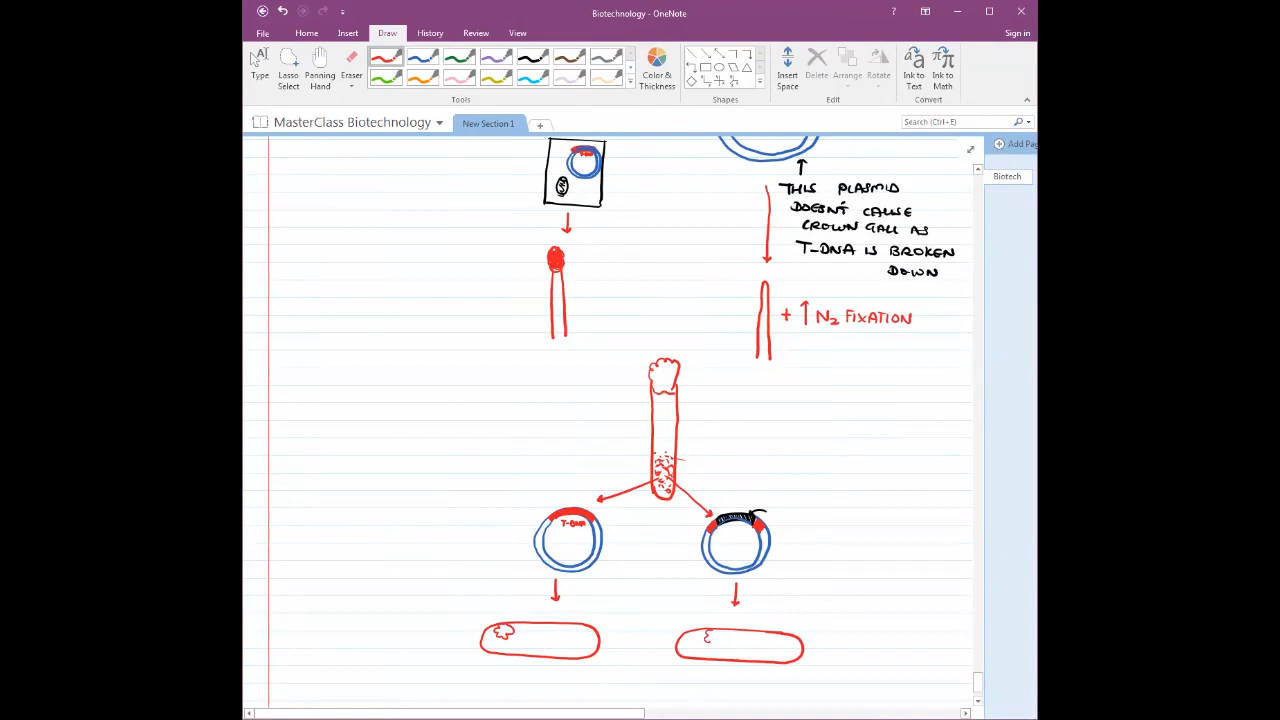 Biotechnology - OneNote
?
Sign in
File
Home
Insert
Draw
History
Review
View
Type
Lasso Select
Panning Hand
Eraser
Color & Thickness
Insert Space
Delete
Arrange
Rotate
Ink to Text
Ink to Math
Tools
Shapes
Edit
Convert
MasterClass Biotechnology
New Section 1
Search (Ctrl+E)
Add Pag
Biotech
THIS PLASMID
DOESN'T CAUSE
CROWN GALL AS
T-DNA IS BROKEN
DOWN
+ ↑ N2 FIXATION
T-DNA